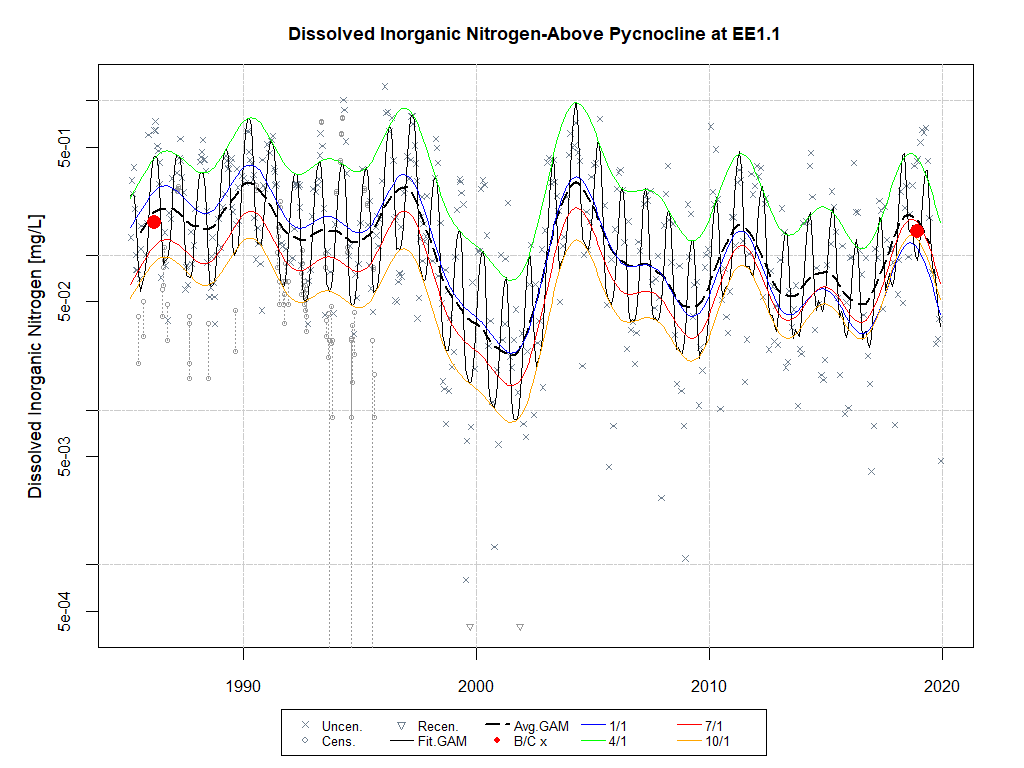 Dissolved Inorganic Nitrogen-Above Pycnocline at EE1.1
Dissolved Inorganic Nitrogen [mg/L]
5e-01
5e-02
5e-03
5e-04
1990 2000 2010 2020
Uncen. Recen. Avg.GAM 1/1 7/1
Cens. Fit.GAM B/C x 4/1 10/1